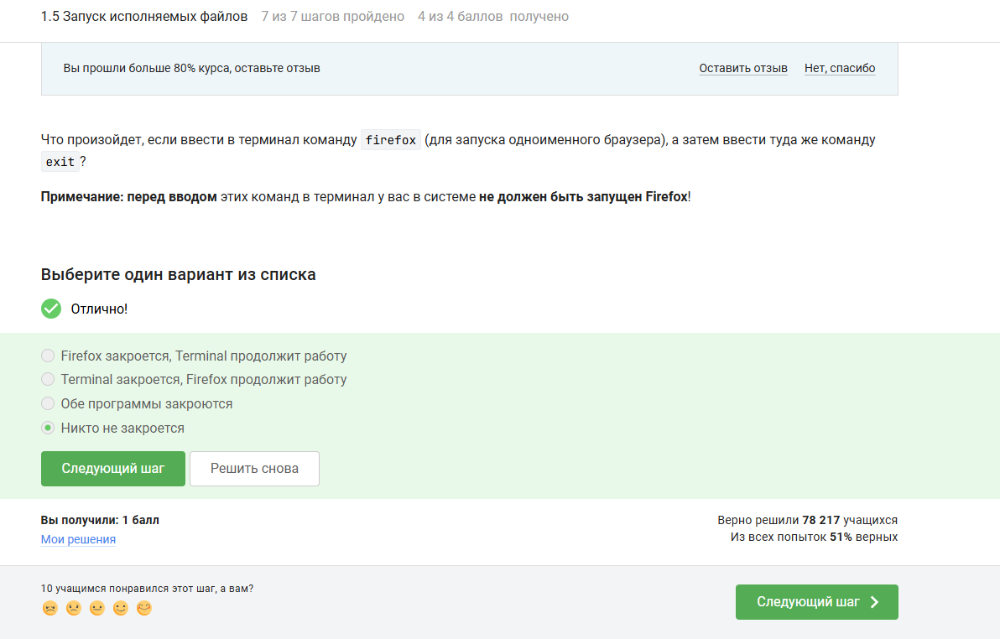 1.5 Запуск исполняемых файлов 7 из 7 шагов пройдено 4 из 4 баллов получено
Вы прошли больше 80% курса, оставьте отзыв Оставить отзыв Нет, спасибо
Что произойдет, если ввести в терминал команду firefox (для запуска одноименного браузера), а затем ввести туда же команду
exit ?
Примечание: перед вводом этих команд в терминал у вас в системе не должен быть запущен Firefox!
Выберите один вариант из списка
Отлично!
Firefox закроется, Terminal продолжит работу
Terminal закроется, Firefox продолжит работу
Обе программы закроются
Никто не закроется
Следующий шаг Решить снова
Вы получили: 1 балл Верно решили 78 217 учащихся
Мои решения Из всех попыток 51% верных
10 учащимся понравился этот шаг, а вам?
Следующий шаг